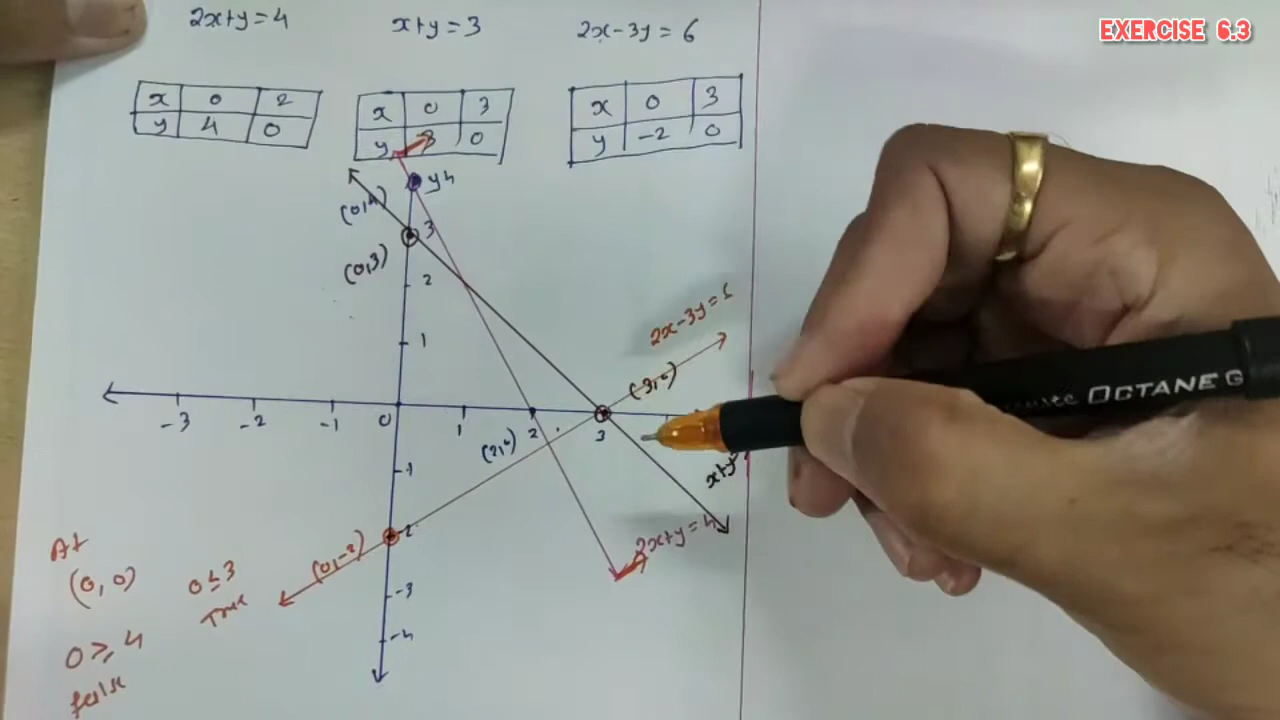 2x+y=4
x+y=3
2x-3y=6
EXERCISE 6.3
x 0 2
y 4 0
x 0 3
y 3 0
x 0 3
y -2 0
y4
(0,4)
3
(0,3)
2
1
2x-3y=6
(3,0)
-3 -2 -1 0 1 2 3
(2,0)
-1
x+y=
-2
(0,-2)
2x+y=4
-3
-4
At
(0,0)
0≤3
True
0≥4
false
OCTANE G